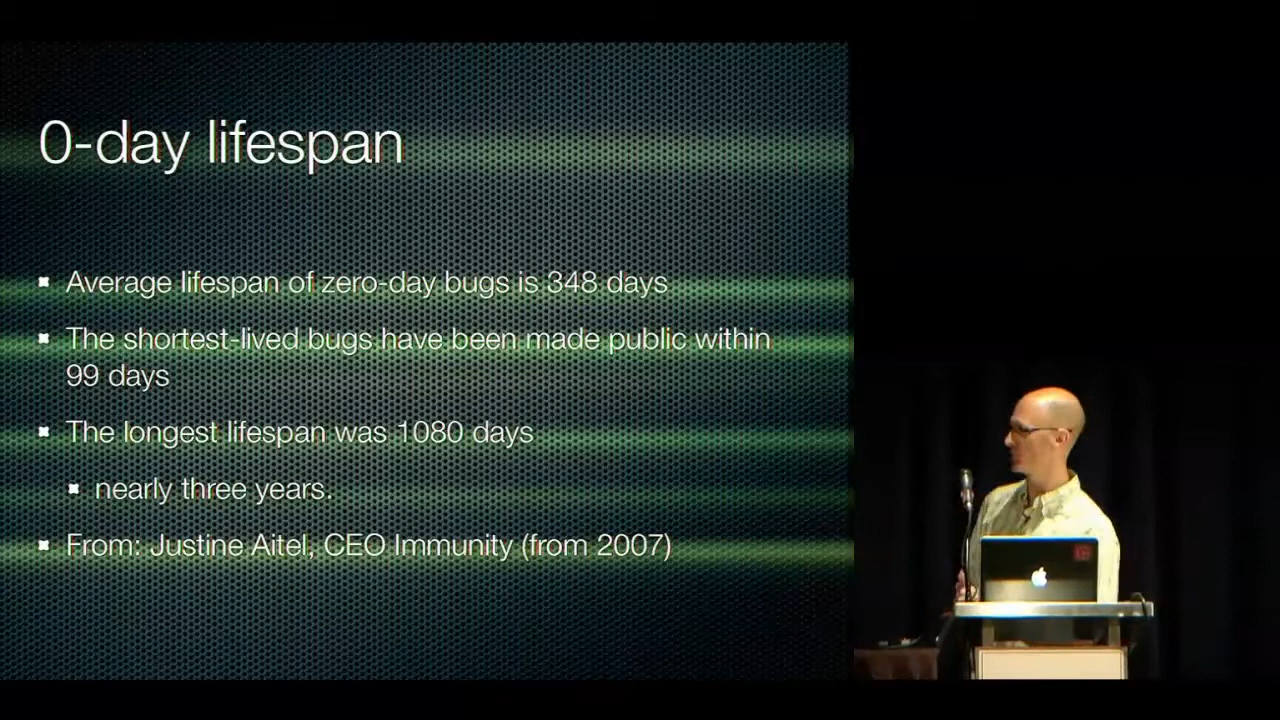 0-day lifespan
Average lifespan of zero-day bugs is 348 days
The shortest-lived bugs have been made public within
99 days
The longest lifespan was 1080 days
nearly three years.
From: Justine Aitel, CEO Immunity (from 2007)